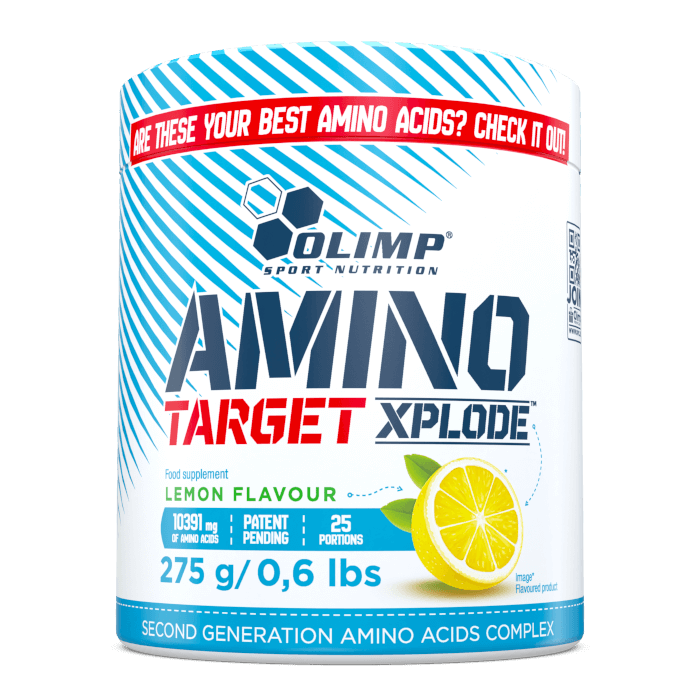 ARE THESE YOUR BEST AMINO ACIDS? CHECK IT OUT!
OLIMP®
SPORT NUTRITION
AMINO
TARGET XPLODE™
Food supplement
LEMON FLAVOUR
10391 mg OF AMINO ACIDS
PATENT PENDING
25 PORTIONS
275 g/ 0,6 lbs
Image*
Flavoured product
SECOND GENERATION AMINO ACIDS COMPLEX